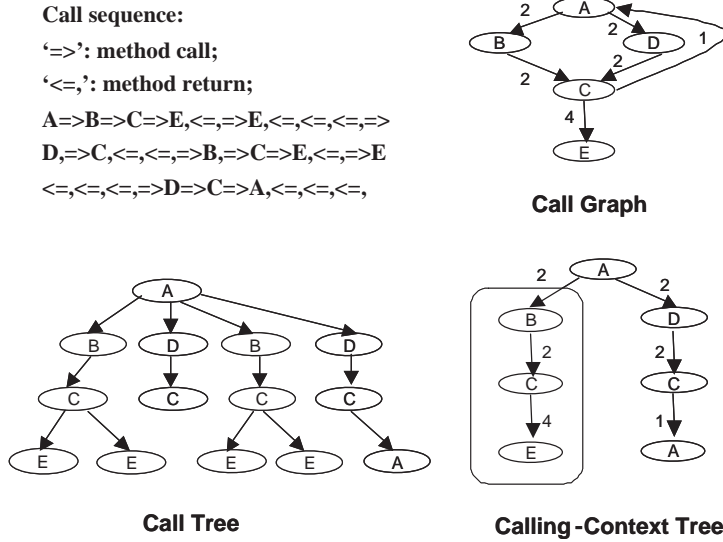 Call sequence:
‘=>’: method call;
‘<=,’: method return;
A=>B=>C=>E,<=,=>E,<=,<=,<=,=>
D,=>C,<=,<=,=>B,=>C=>E,<=,=>E
<=,<=,<=,=>D=>C=>A,<=,<=,<=,
A
2
2
1
B
D
2
2
C
4
E
Call Graph
A
B
D
B
D
C
C
C
C
E
E
E
E
A
Call Tree
A
2
2
B
D
2
2
C
C
4
1
E
A
Calling-Context Tree